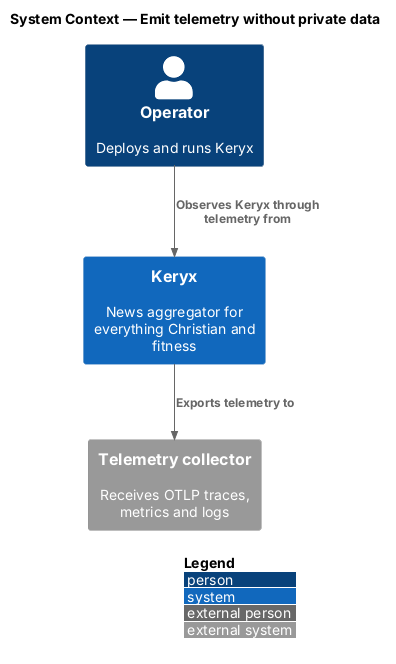 System Context — Emit telemetry without private data
Operator
Deploys and runs Keryx
Observes Keryx through
telemetry from
Keryx
News aggregator for
everything Christian and
fitness
Exports telemetry to
Telemetry collector
Receives OTLP traces,
metrics and logs
Legend
person
system
external person
external system